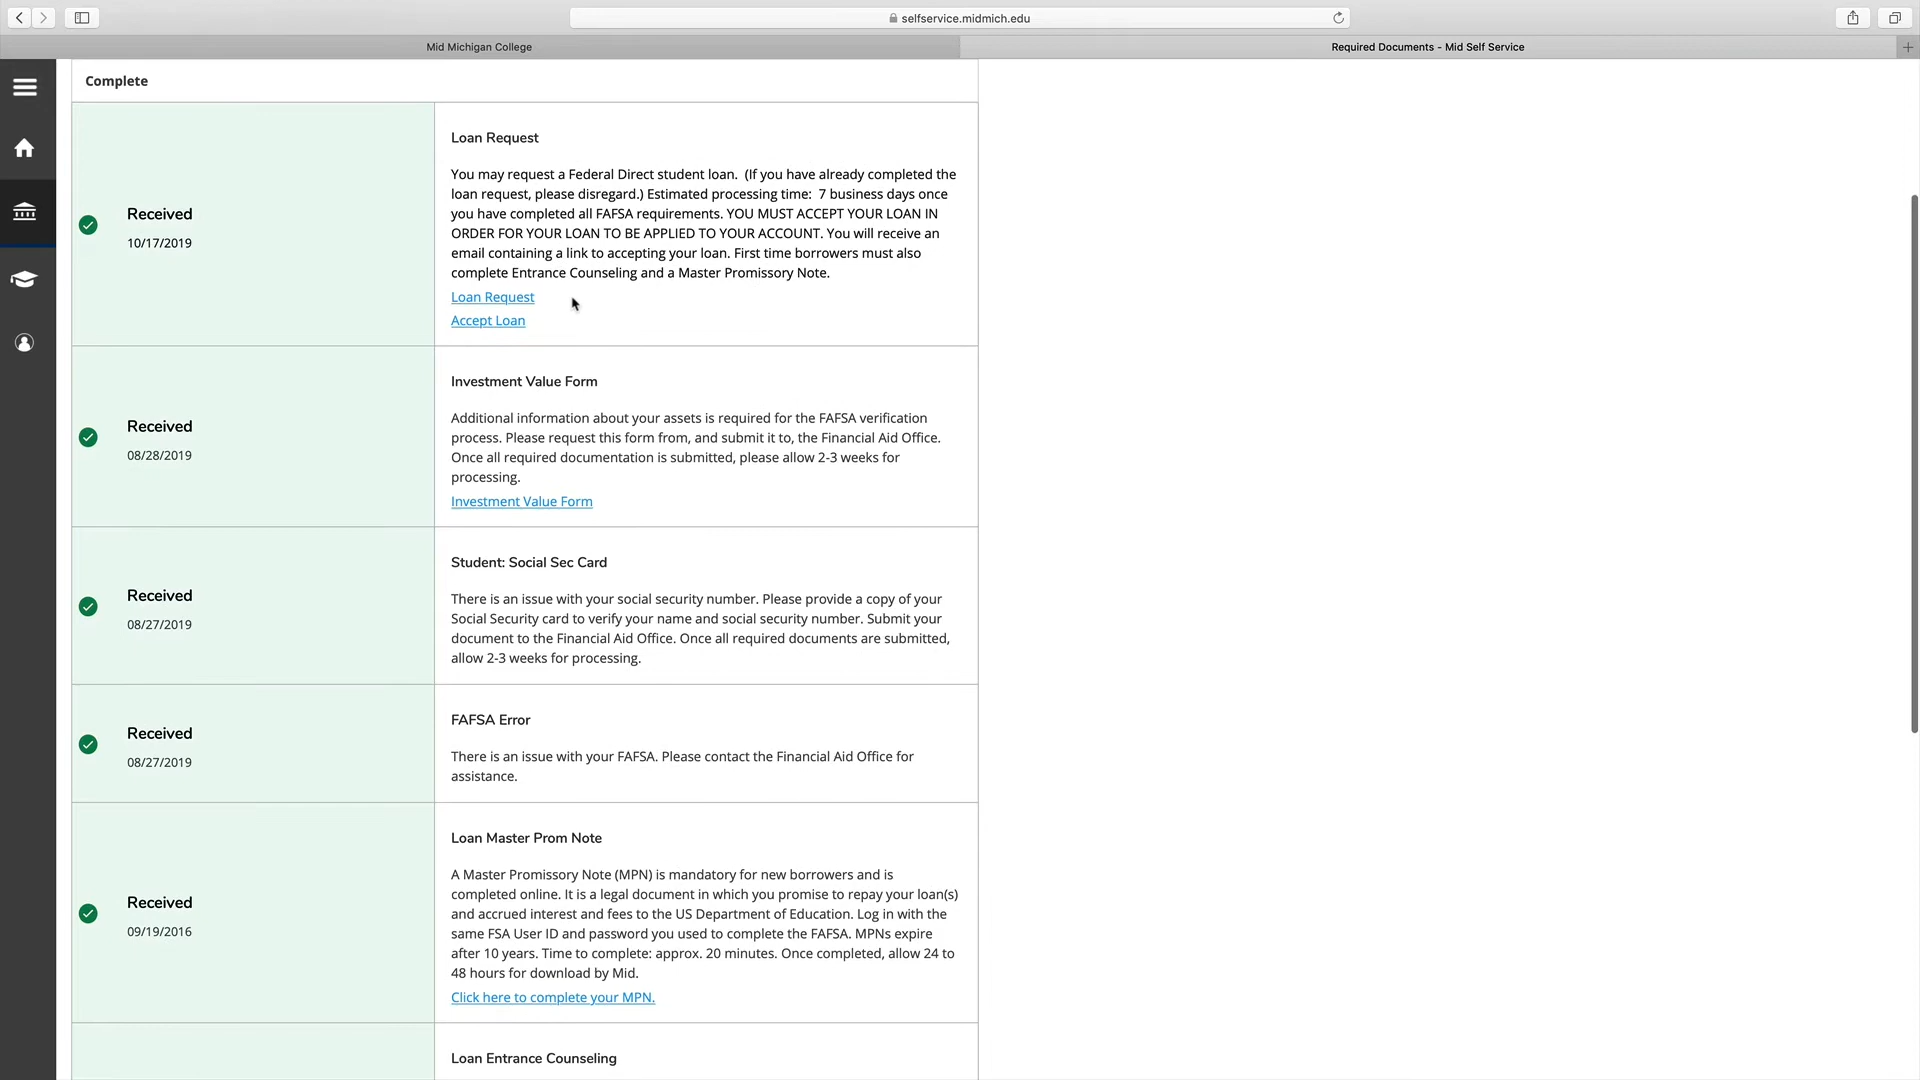 selfservice.midmich.edu
Mid Michigan College
Required Documents - Mid Self Service
Complete
Received
10/17/2019
Loan Request
You may request a Federal Direct student loan.  (If you have already completed the
loan request, please disregard.) Estimated processing time:  7 business days once
you have completed all FAFSA requirements. YOU MUST ACCEPT YOUR LOAN IN
ORDER FOR YOUR LOAN TO BE APPLIED TO YOUR ACCOUNT. You will receive an
email containing a link to accepting your loan. First time borrowers must also
complete Entrance Counseling and a Master Promissory Note.
Loan Request
Accept Loan
Received
08/28/2019
Investment Value Form
Additional information about your assets is required for the FAFSA verification
process. Please request this form from, and submit it to, the Financial Aid Office.
Once all required documentation is submitted, please allow 2-3 weeks for
processing.
Investment Value Form
Received
08/27/2019
Student: Social Sec Card
There is an issue with your social security number. Please provide a copy of your
Social Security card to verify your name and social security number. Submit your
document to the Financial Aid Office. Once all required documents are submitted,
allow 2-3 weeks for processing.
Received
08/27/2019
FAFSA Error
There is an issue with your FAFSA. Please contact the Financial Aid Office for
assistance.
Received
09/19/2016
Loan Master Prom Note
A Master Promissory Note (MPN) is mandatory for new borrowers and is
completed online. It is a legal document in which you promise to repay your loan(s)
and accrued interest and fees to the US Department of Education. Log in with the
same FSA User ID and password you used to complete the FAFSA. MPNs expire
after 10 years. Time to complete: approx. 20 minutes. Once completed, allow 24 to
48 hours for download by Mid.
Click here to complete your MPN.
Loan Entrance Counseling